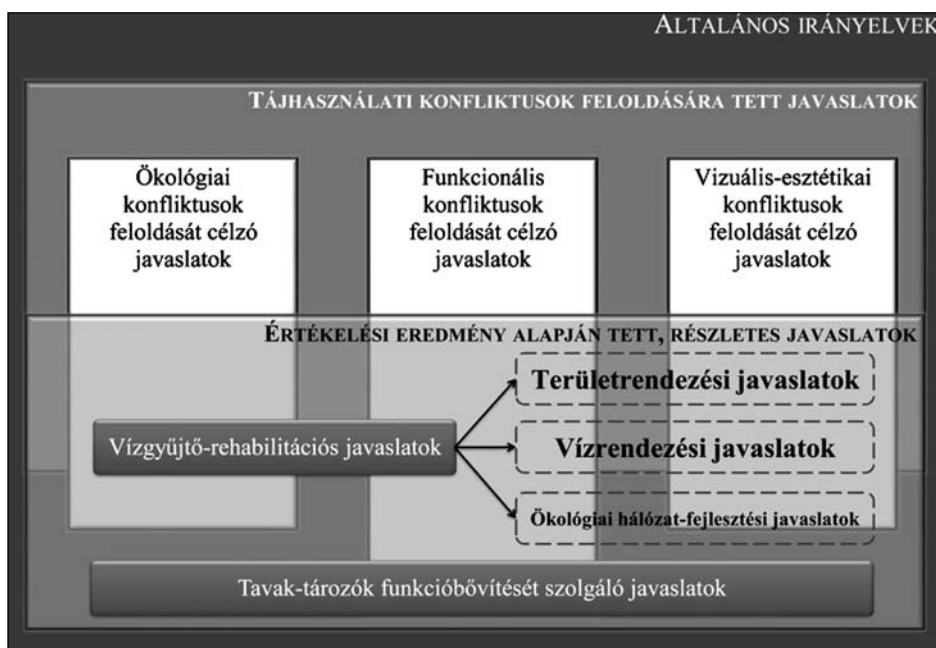 ÁLTALÁNOS IRÁNYELVEK
TÁJHASZNÁLATI KONFLIKTUSOK FELOLDÁSÁRA TETT JAVASLATOK
Ökológiai
konfliktusok
feloldását célzó
javaslatok
Funkcionális
konfliktusok
feloldását célzó
javaslatok
Vizuális-esztétikai
konfliktusok
feloldását célzó
javaslatok
ÉRTÉKELÉSI EREDMÉNY ALAPJÁN TETT, RÉSZLETES JAVASLATOK
Vízgyűjtő-rehabilitációs javaslatok
Területrendezési javaslatok
Vízrendezési javaslatok
Ökológiai hálózat-fejlesztési javaslatok
Tavak-tározók funkcióbővítését szolgáló javaslatok